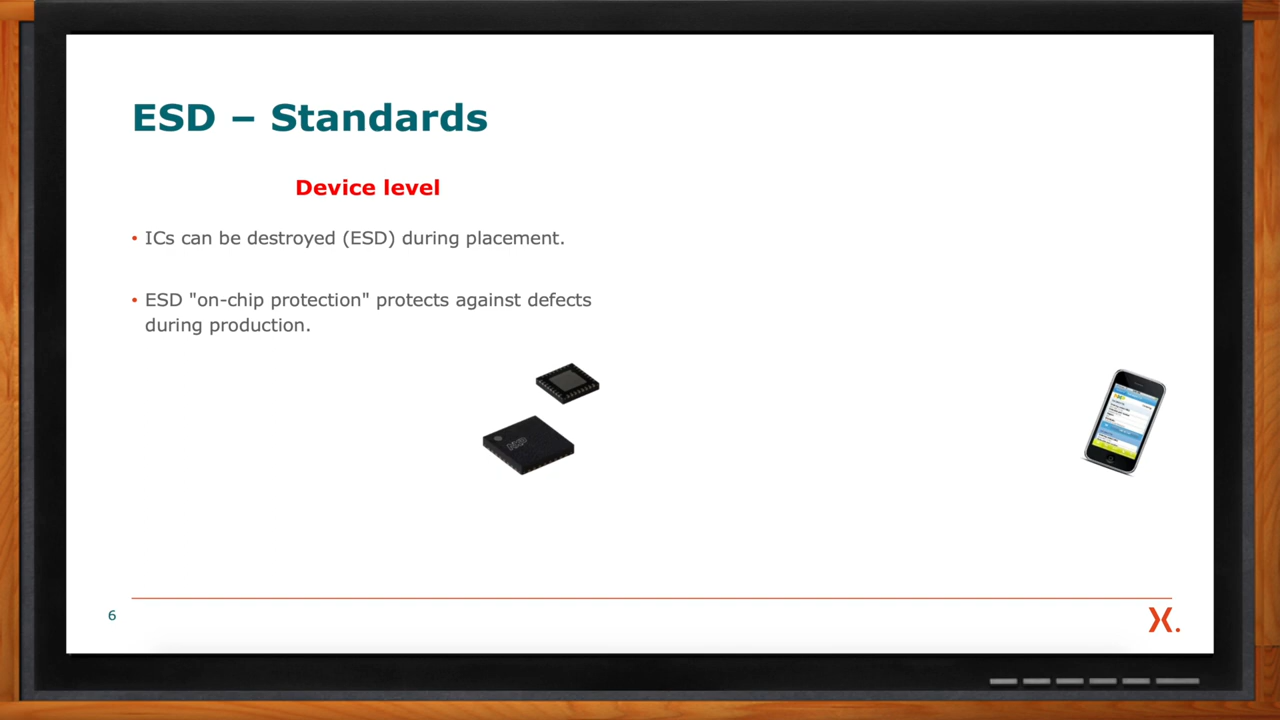 ESD – Standards
Device level
• ICs can be destroyed (ESD) during placement.
• ESD "on-chip protection" protects against defects
during production.
6